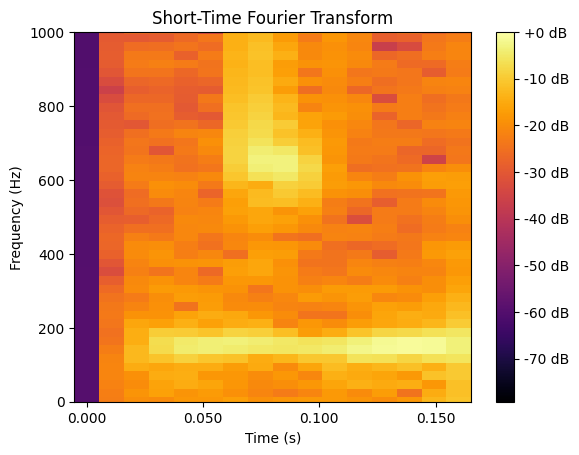 Short-Time Fourier Transform
Frequency (Hz)
1000
800
600
400
200
0
0.000
0.050
0.100
0.150
Time (s)
+0 dB
-10 dB
-20 dB
-30 dB
-40 dB
-50 dB
-60 dB
-70 dB